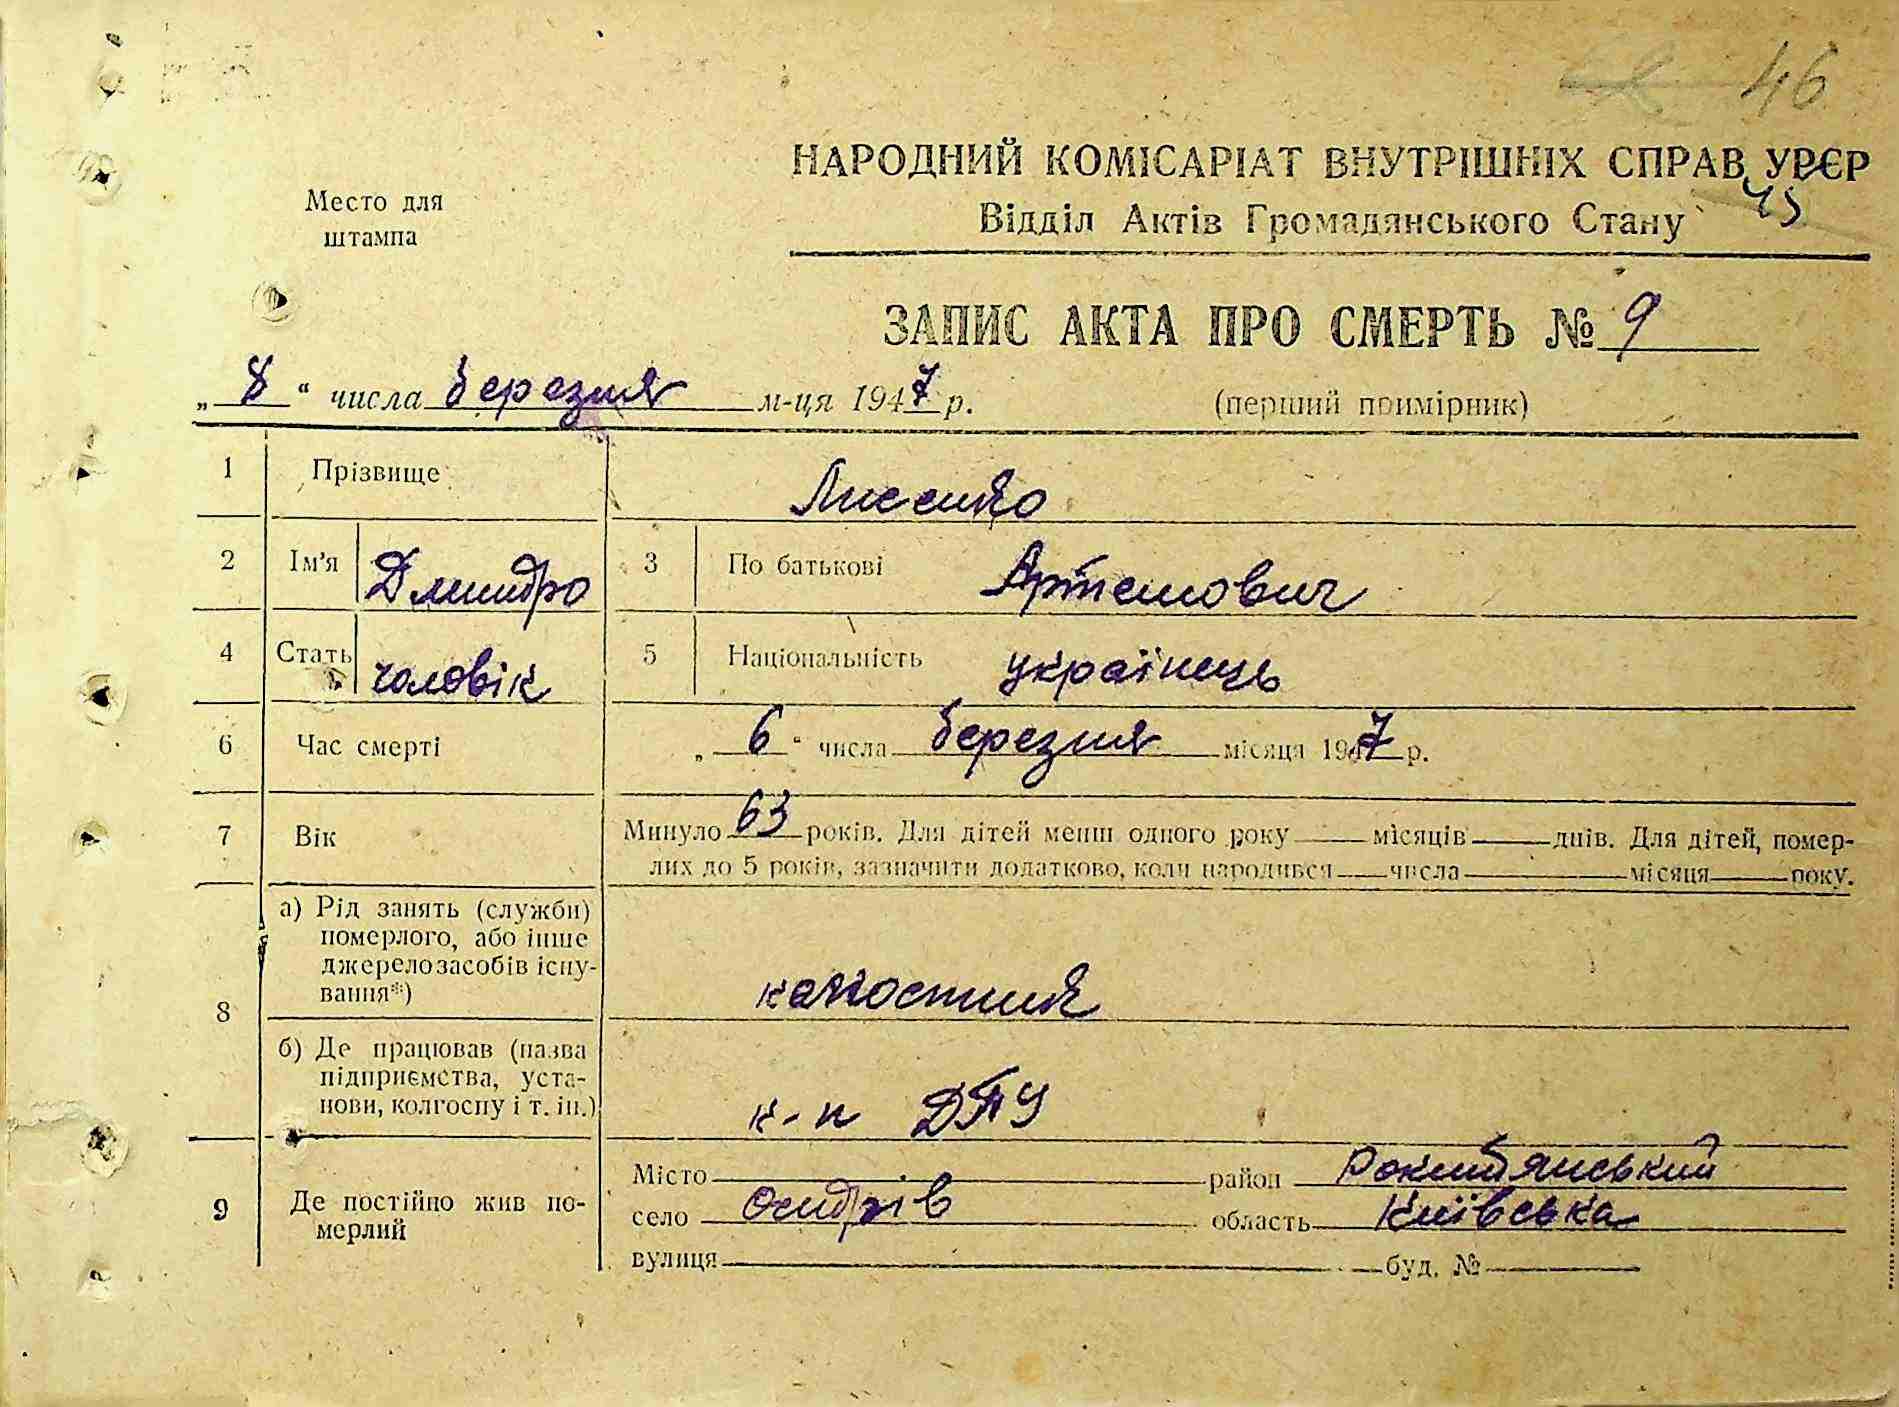 46
НАРОДНИЙ КОМІСАРІАТ ВНУТРІШНІХ СПРАВ УРСР
45
Место для
штампа
Відділ Актів Громадянського Стану
ЗАПИС АКТА ПРО СМЕРТЬ № 9
„ 8 " числа березня м-ця 1947 р. (перший примірник)
1 Прізвище Лисенко
2 Ім'я Дмитро 3 По батькові Артемович
4 Стать чоловік 5 Національність українець
6 Час смерті „ 6 " числа березня місяця 1947 р.
7 Вік Минуло 63 років. Для дітей менш одного року місяців днів. Для дітей, помер-
лих до 5 років, зазначити додатково, коли народився числа місяця року.
8 а) Рід занять (служби)
померлого, або інше
джерело засобів існу-
вання*)
колгоспник
б) Де працював (назва
підприємства, уста-
нови, колгоспу і т. ін.)
к-п ДПУ
9 Де постійно жив по-
мерлий
Місто район Рокитянський
село область Київська
вулиця буд. №